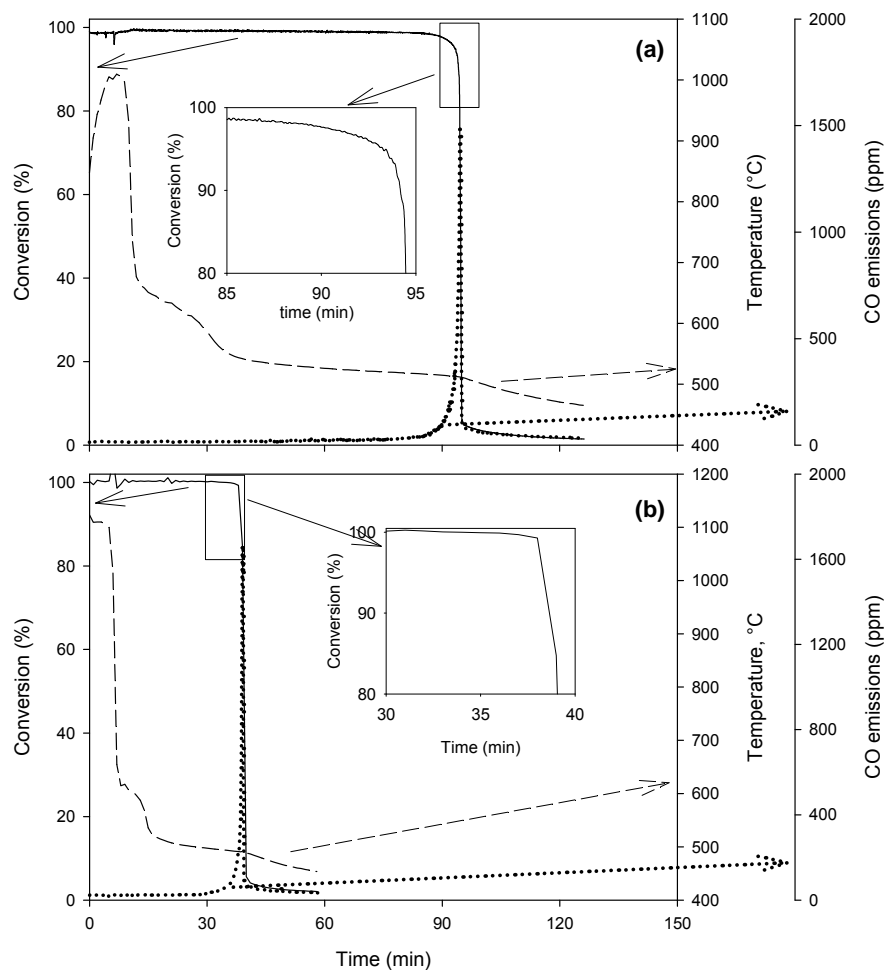 (a)
Conversion (%)
100
80
60
40
20
0
1100
1000
900
800
700
600
500
400
Temperature (°C)
2000
1500
1000
500
0
CO emissions (ppm)
Conversion (%)
100
90
80
85 90 95
time (min)
(b)
Conversion (%)
100
80
60
40
20
0
1200
1100
1000
900
800
700
600
500
400
Temperature, °C
2000
1600
1200
800
400
0
CO emissions (ppm)
Conversion (%)
100
90
80
30 35 40
Time (min)
0 30 60 90 120 150
Time (min)